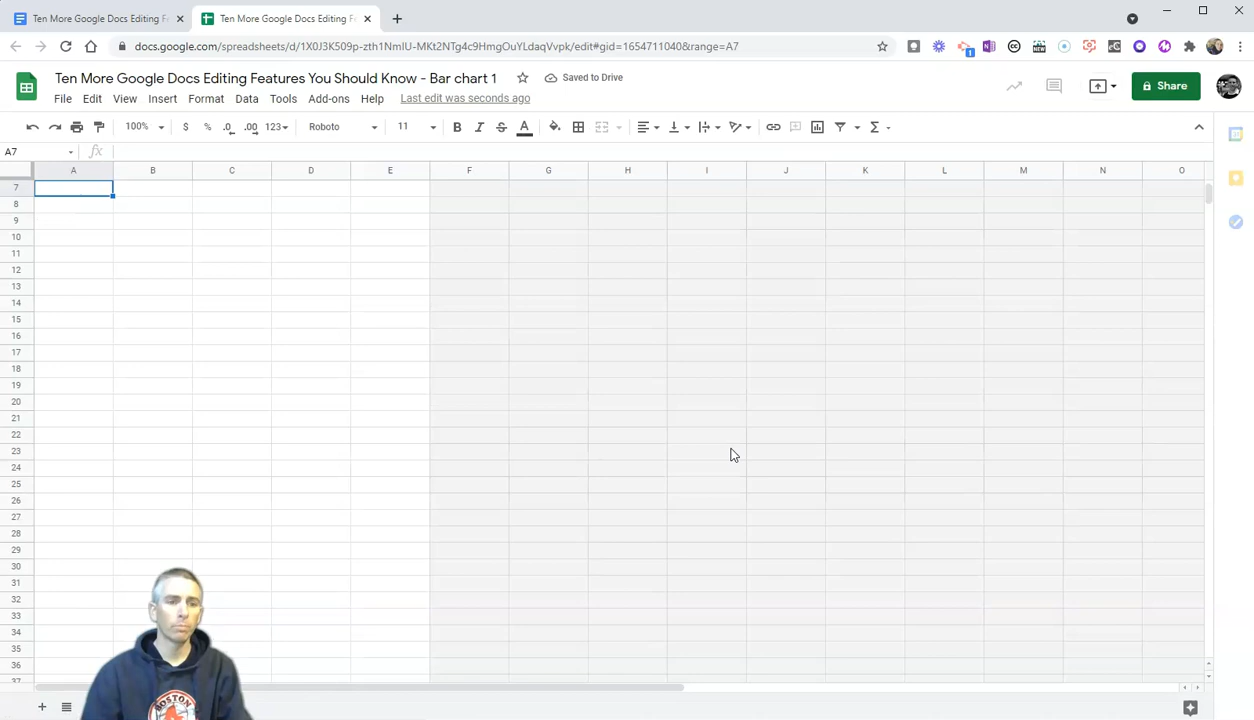 Ten More Google Docs Editing F
Ten More Google Docs Editing F
docs.google.com/spreadsheets/d/1X0J3K509p-zth1NmIU-MKt2NTg4c9HmgOuYLdaqVvpk/edit#gid=1654711040&range=A7
Ten More Google Docs Editing Features You Should Know - Bar chart 1
Saved to Drive
File Edit View Insert Format Data Tools Add-ons Help Last edit was seconds ago
Share
100% $ % .0 .00 123 Roboto 11 B I S A
A7 fx
A B C D E F G H I J K L M N O
7
8
9
10
11
12
13
14
15
16
17
18
19
20
21
22
23
24
25
26
27
28
29
30
31
32
33
34
35
36
37
BOSTON